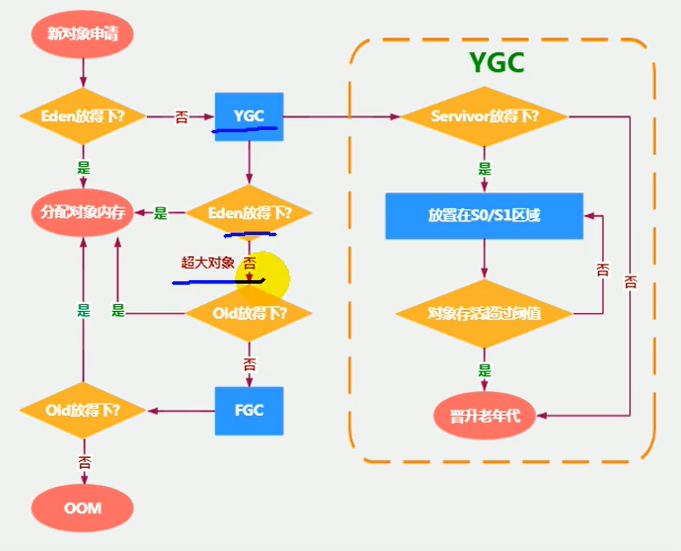 新对象申请
YGC
Eden放得下?
否
YGC
Servivor放得下?
是
是
分配对象内存
是
Eden放得下?
放置在S0/S1区域
超大对象
否
否
否
是
是
Old放得下?
对象存活超过阈值
否
是
Old放得下?
FGC
晋升老年代
否
OOM